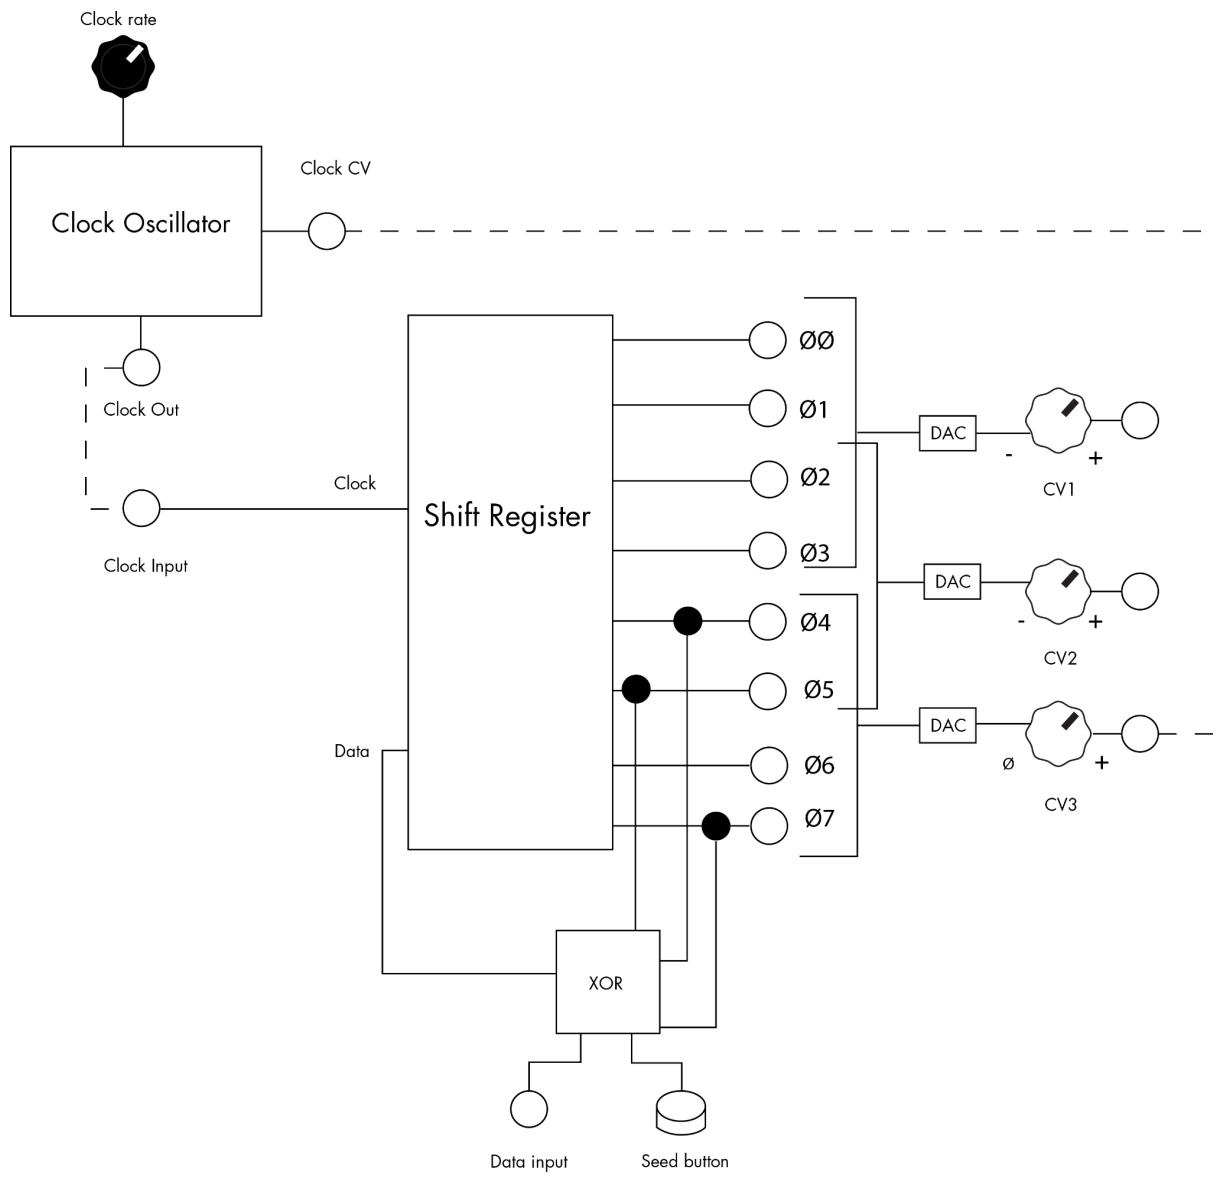 Clock rate
Clock CV
Clock Oscillator
Clock Out
Clock
Clock Input
Shift Register
Data
ØØ
Ø1
Ø2
Ø3
Ø4
Ø5
Ø6
Ø7
DAC
- +
CV1
DAC
- +
CV2
DAC
Ø +
CV3
XOR
Data input
Seed button